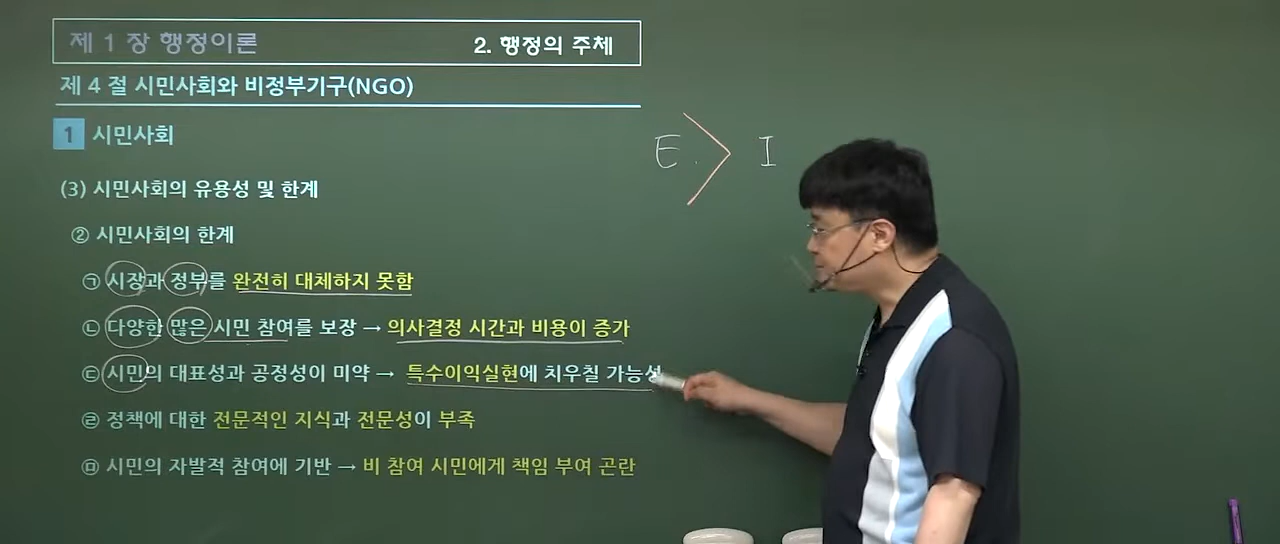 제 1 장 행정이론
2. 행정의 주체
제 4 절 시민사회와 비정부기구(NGO)
1 시민사회
E. > I
(3) 시민사회의 유용성 및 한계
② 시민사회의 한계
㉠ 시장과 정부를 완전히 대체하지 못함
㉡ 다양한 많은 시민 참여를 보장 → 의사결정 시간과 비용이 증가
㉢ 시민의 대표성과 공정성이 미약 → 특수이익실현에 치우칠 가능성
㉣ 정책에 대한 전문적인 지식과 전문성이 부족
㉤ 시민의 자발적 참여에 기반 → 비 참여 시민에게 책임 부여 곤란